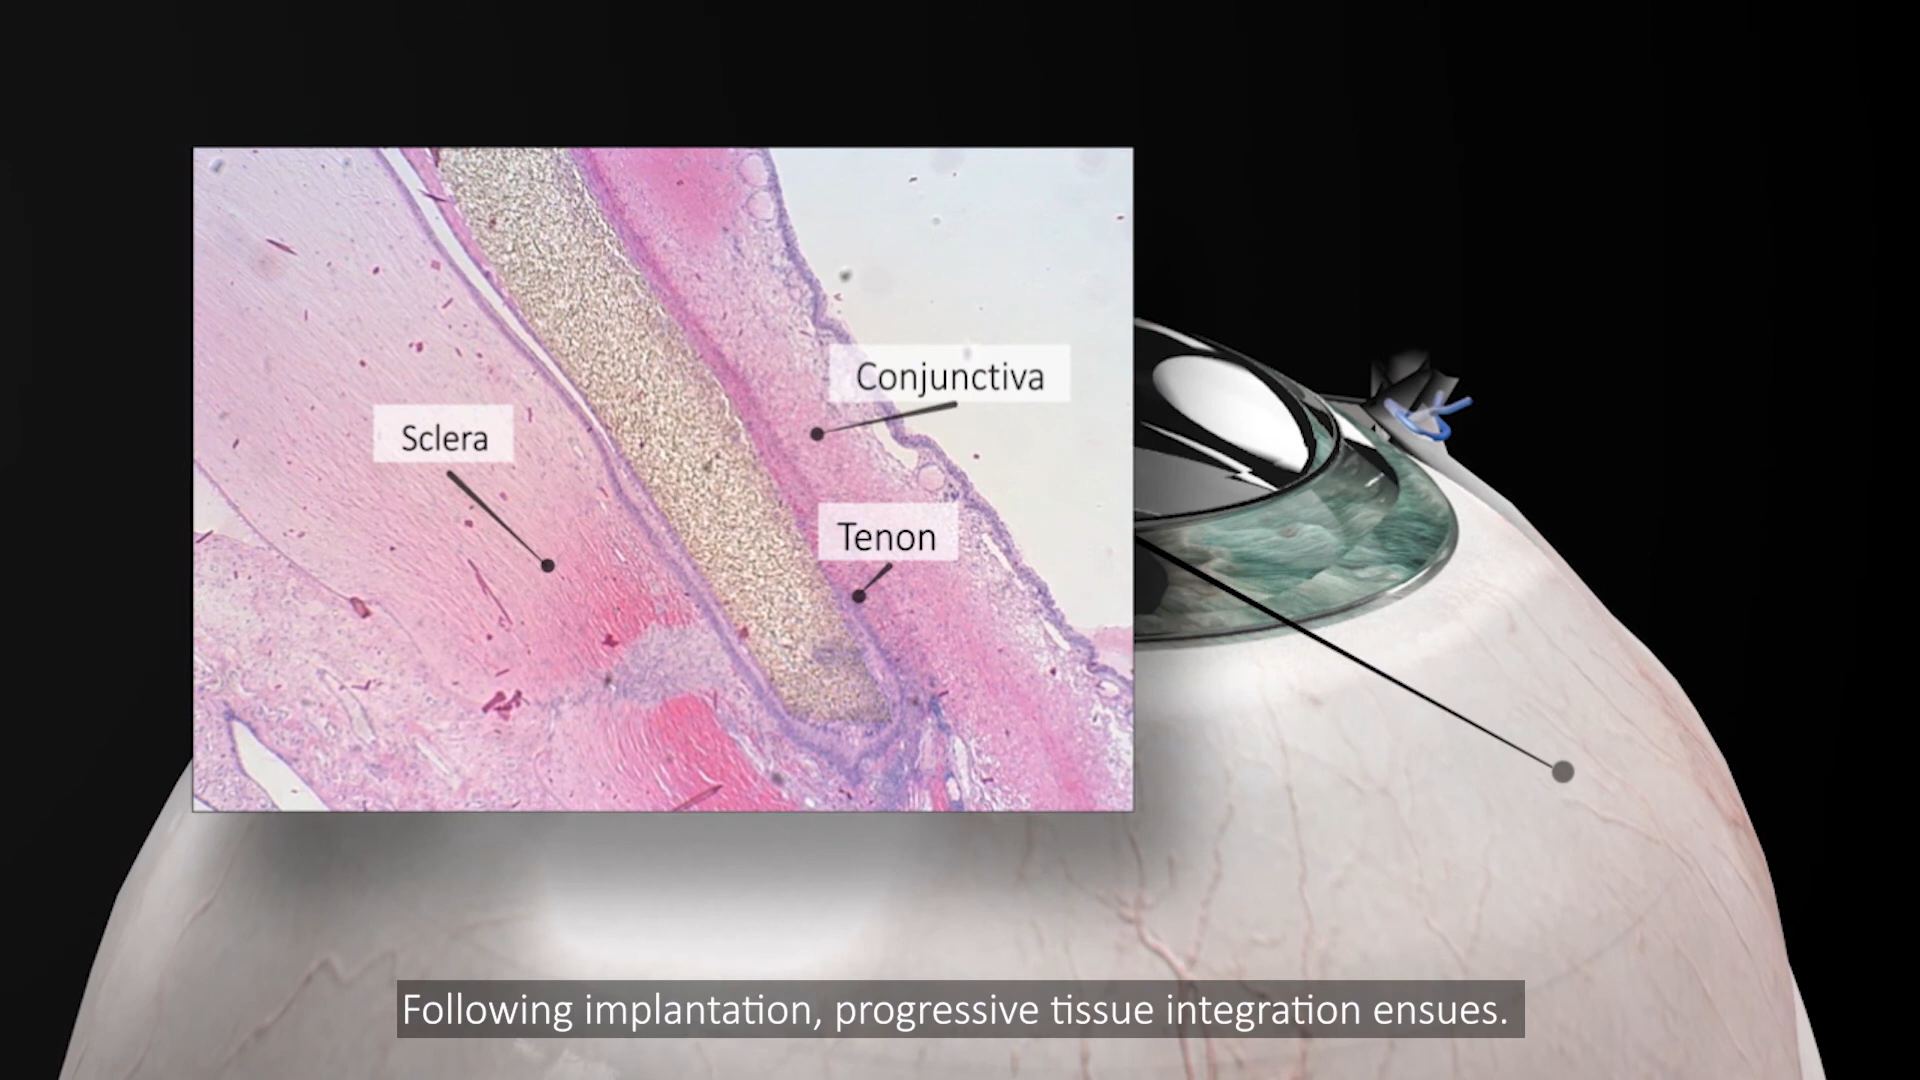 Conjunctiva
Sclera
Tenon
Following implantation, progressive tissue integration ensues.